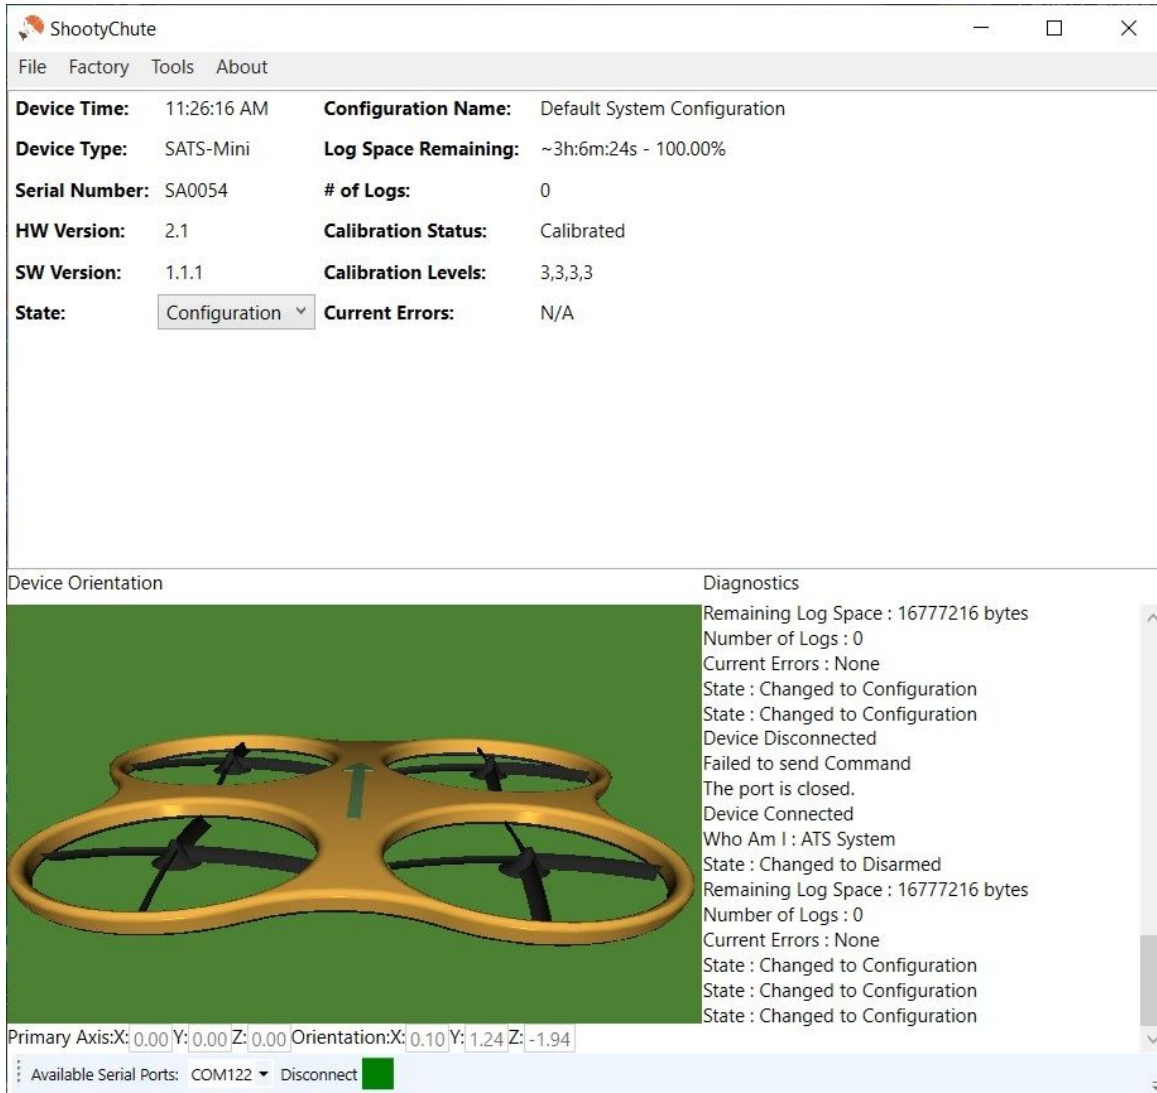 ShootyChute
File Factory Tools About
Device Time: 11:26:16 AM Configuration Name: Default System Configuration
Device Type: SATS-Mini Log Space Remaining: ~3h:6m:24s - 100.00%
Serial Number: SA0054 # of Logs: 0
HW Version: 2.1 Calibration Status: Calibrated
SW Version: 1.1.1 Calibration Levels: 3,3,3,3
State: Configuration Current Errors: N/A
Device Orientation
Diagnostics
Remaining Log Space : 16777216 bytes
Number of Logs : 0
Current Errors : None
State : Changed to Configuration
State : Changed to Configuration
Device Disconnected
Failed to send Command
The port is closed.
Device Connected
Who Am I : ATS System
State : Changed to Disarmed
Remaining Log Space : 16777216 bytes
Number of Logs : 0
Current Errors : None
State : Changed to Configuration
State : Changed to Configuration
State : Changed to Configuration
Primary Axis:X: 0.00 Y: 0.00 Z: 0.00 Orientation:X: 0.10 Y: 1.24 Z: -1.94
Available Serial Ports: COM122 Disconnect